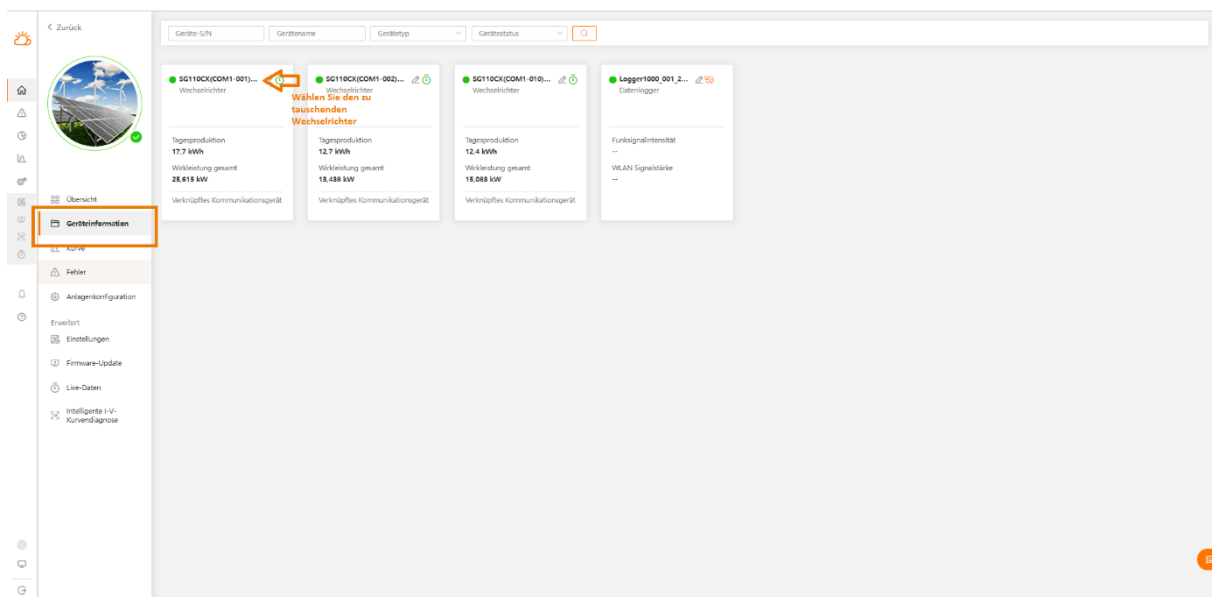 Zurück
Geräte-S/N
Gerätename
Gerätetyp
Gerätestatus
SG110CX(COM1-001)...
Wechselrichter
Tagesproduktion
17,7 kWh
Wirkleistung gesamt
25,615 kW
Verknüpftes Kommunikationsgerät
Wählen Sie den zu
tauschenden
Wechselrichter
SG110CX(COM1-002)...
Wechselrichter
Tagesproduktion
12,7 kWh
Wirkleistung gesamt
13,438 kW
Verknüpftes Kommunikationsgerät
SG110CX(COM1-010)...
Wechselrichter
Tagesproduktion
12,4 kWh
Wirkleistung gesamt
15,083 kW
Verknüpftes Kommunikationsgerät
Logger1000_001_2...
Datenlogger
Funksignalintensität
--
WLAN Signalstärke
--
Übersicht
Geräteinformation
Kurve
Fehler
Anlagenkonfiguration
Erweitert
Einstellungen
Firmware-Update
Live-Daten
Intelligente I-V-
Kurvendiagnose